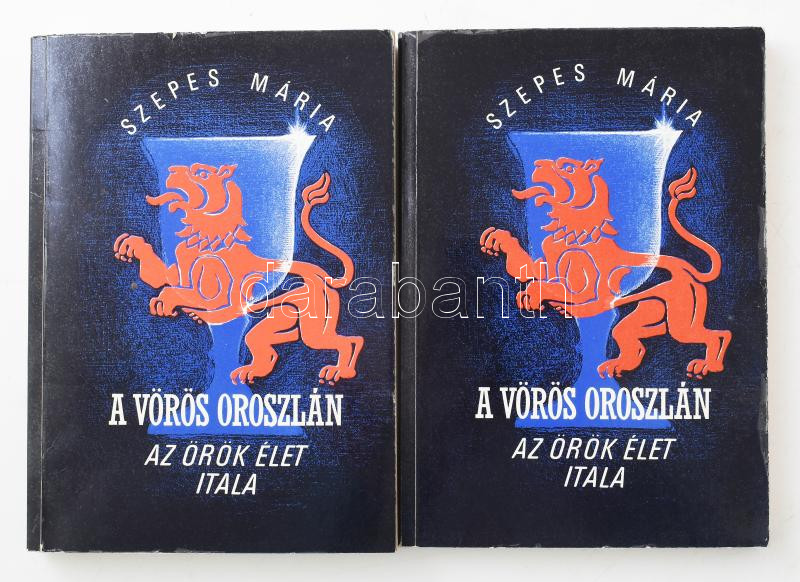 SZEPES MÁRIA
A VÖRÖS OROSZLÁN
AZ ÖRÖK ÉLET
ITALA
SZEPES MÁRIA
A VÖRÖS OROSZLÁN
AZ ÖRÖK ÉLET
ITALA
darabanth